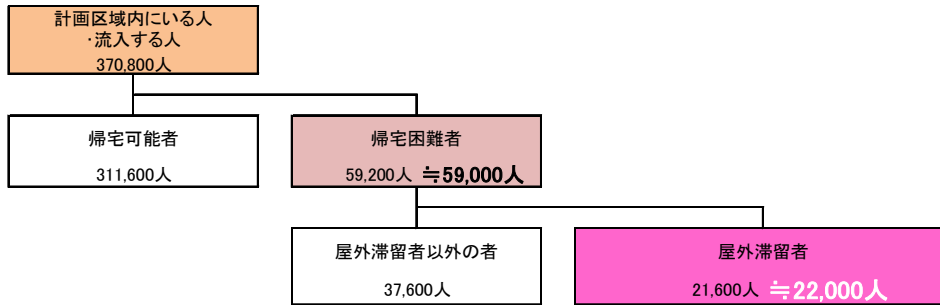 計画区域内にいる人
・流入する人
370,800人
帰宅可能者
311,600人
帰宅困難者
59,200人 ≒59,000人
屋外滞留者以外の者
37,600人
屋外滞留者
21,600人 ≒22,000人